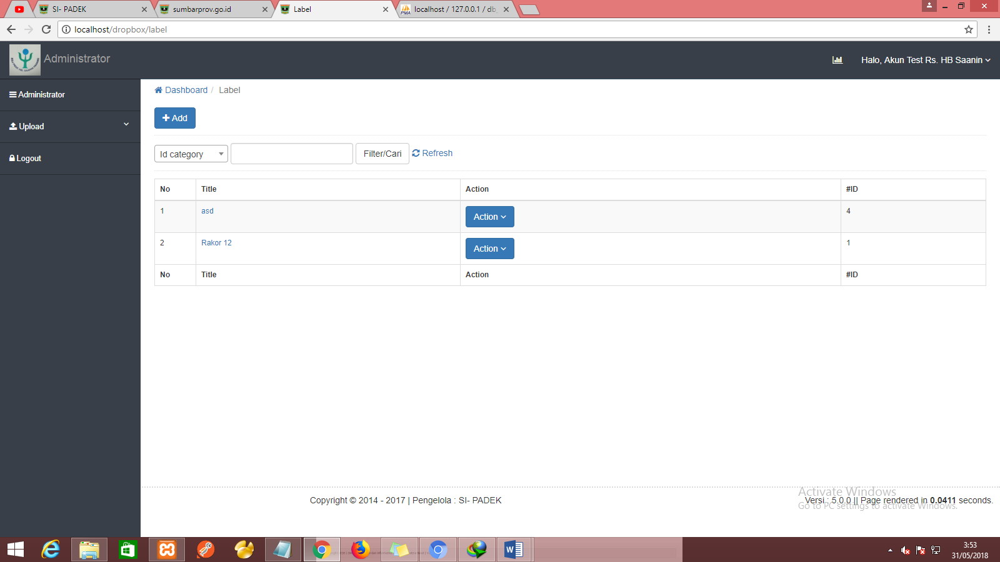 SI- PADEK
sumbarprov.go.id
Label
localhost / 127.0.0.1 / db_
localhost/dropbox/label
Administrator
Halo, Akun Test Rs. HB Saanin
Administrator
Upload
Logout
Dashboard / Label
Add
Id category
Filter/Cari
Refresh
No Title Action #ID
1 asd Action 4
2 Rakor 12 Action 1
No Title Action #ID
Activate Windows
Go to PC settings to activate Windows.
Copyright © 2014 - 2017 | Pengelola : SI- PADEK
Versi : 5.0.0 || Page rendered in 0.0411 seconds.
3:53
31/05/2018